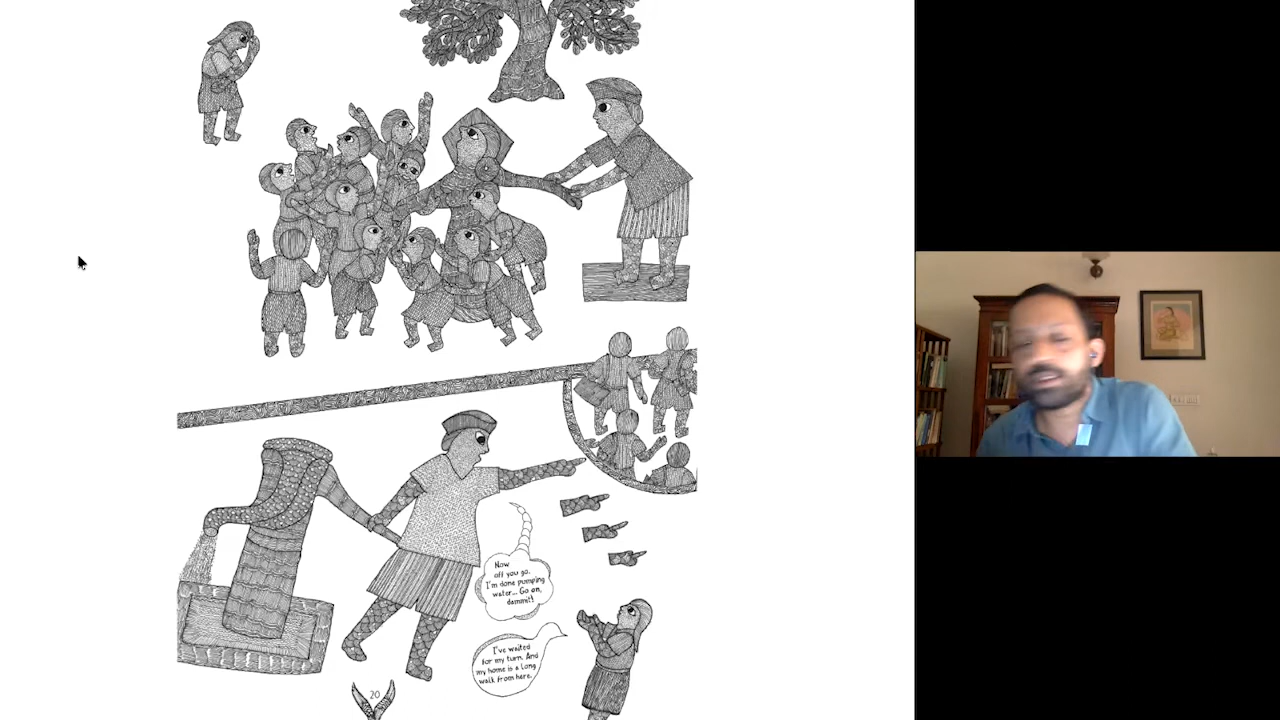 Now
off you go.
I'm done pumping
water... Go on,
dammit!
I've waited
for my turn. And
my home is a long
walk from here.
20